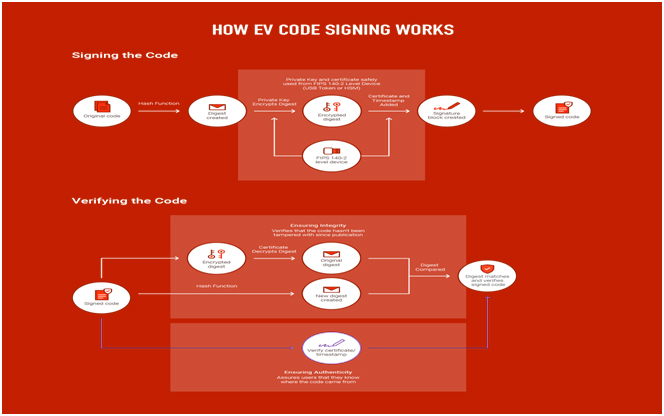 HOW EV CODE SIGNING WORKS
Signing the Code
Private Key and certificate safely
used from FIPS 140-2 Level Device
(USB Token or HSM)
Original code
Hash Function
Digest
created
Private Key
Encrypts Digest
Encrypted
digest
Certificate and
Timestamp
Added
Signature
block created
Signed code
FIPS 140-2
level device
Verifying the Code
Ensuring Integrity
Verifies that the code hasn't been
tampered with since publication
Encrypted
digest
Certificate
Decrypts Digest
Original
digest
Digest
Compared
Digest matches
and verifies
signed code
Signed code
Hash Function
New digest
created
Verify certificate/
timestamp
Ensuring Authenticity
Assures users that they know
where the code came from